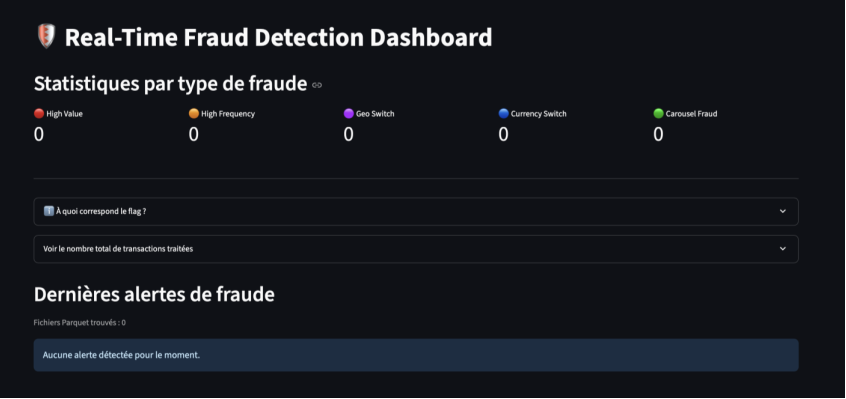 Real-Time Fraud Detection Dashboard
Statistiques par type de fraude
High Value
High Frequency
Geo Switch
Currency Switch
Carousel Fraud
0
0
0
0
0
À quoi correspond le flag ?
Voir le nombre total de transactions traitées
Dernières alertes de fraude
Fichiers Parquet trouvés : 0
Aucune alerte détectée pour le moment.